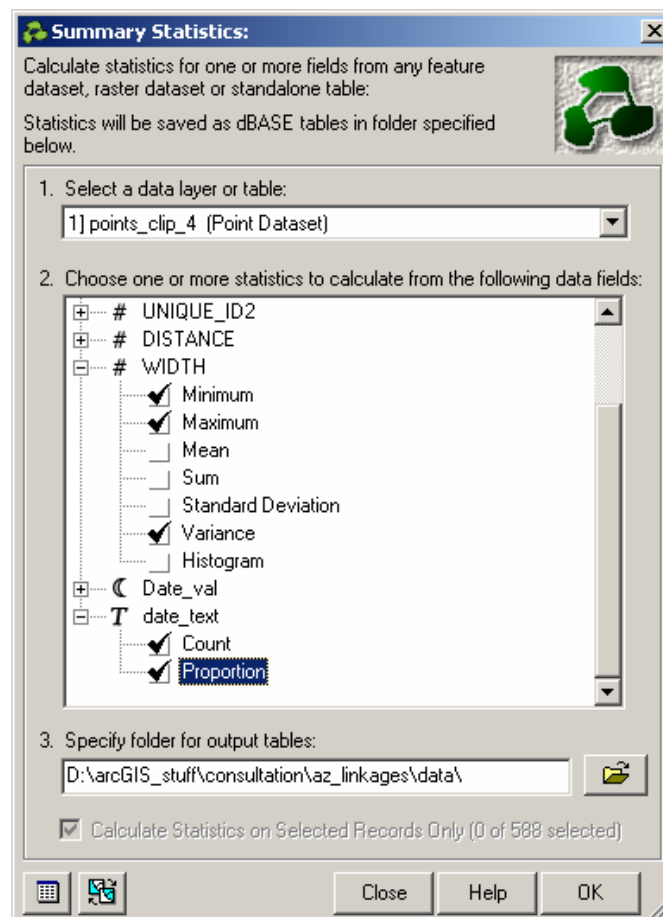 Summary Statistics:
Calculate statistics for one or more fields from any feature
dataset, raster dataset or standalone table:
Statistics will be saved as dBASE tables in folder specified
below.
1. Select a data layer or table:
1] points_clip_4 (Point Dataset)
2. Choose one or more statistics to calculate from the following data fields:
# UNIQUE_ID2
# DISTANCE
# WIDTH
Minimum
Maximum
Mean
Sum
Standard Deviation
Variance
Histogram
Date_val
T date_text
Count
Proportion
3. Specify folder for output tables:
D:\arcGIS_stuff\consultation\az_linkages\data\
Calculate Statistics on Selected Records Only (0 of 588 selected)
Close Help OK